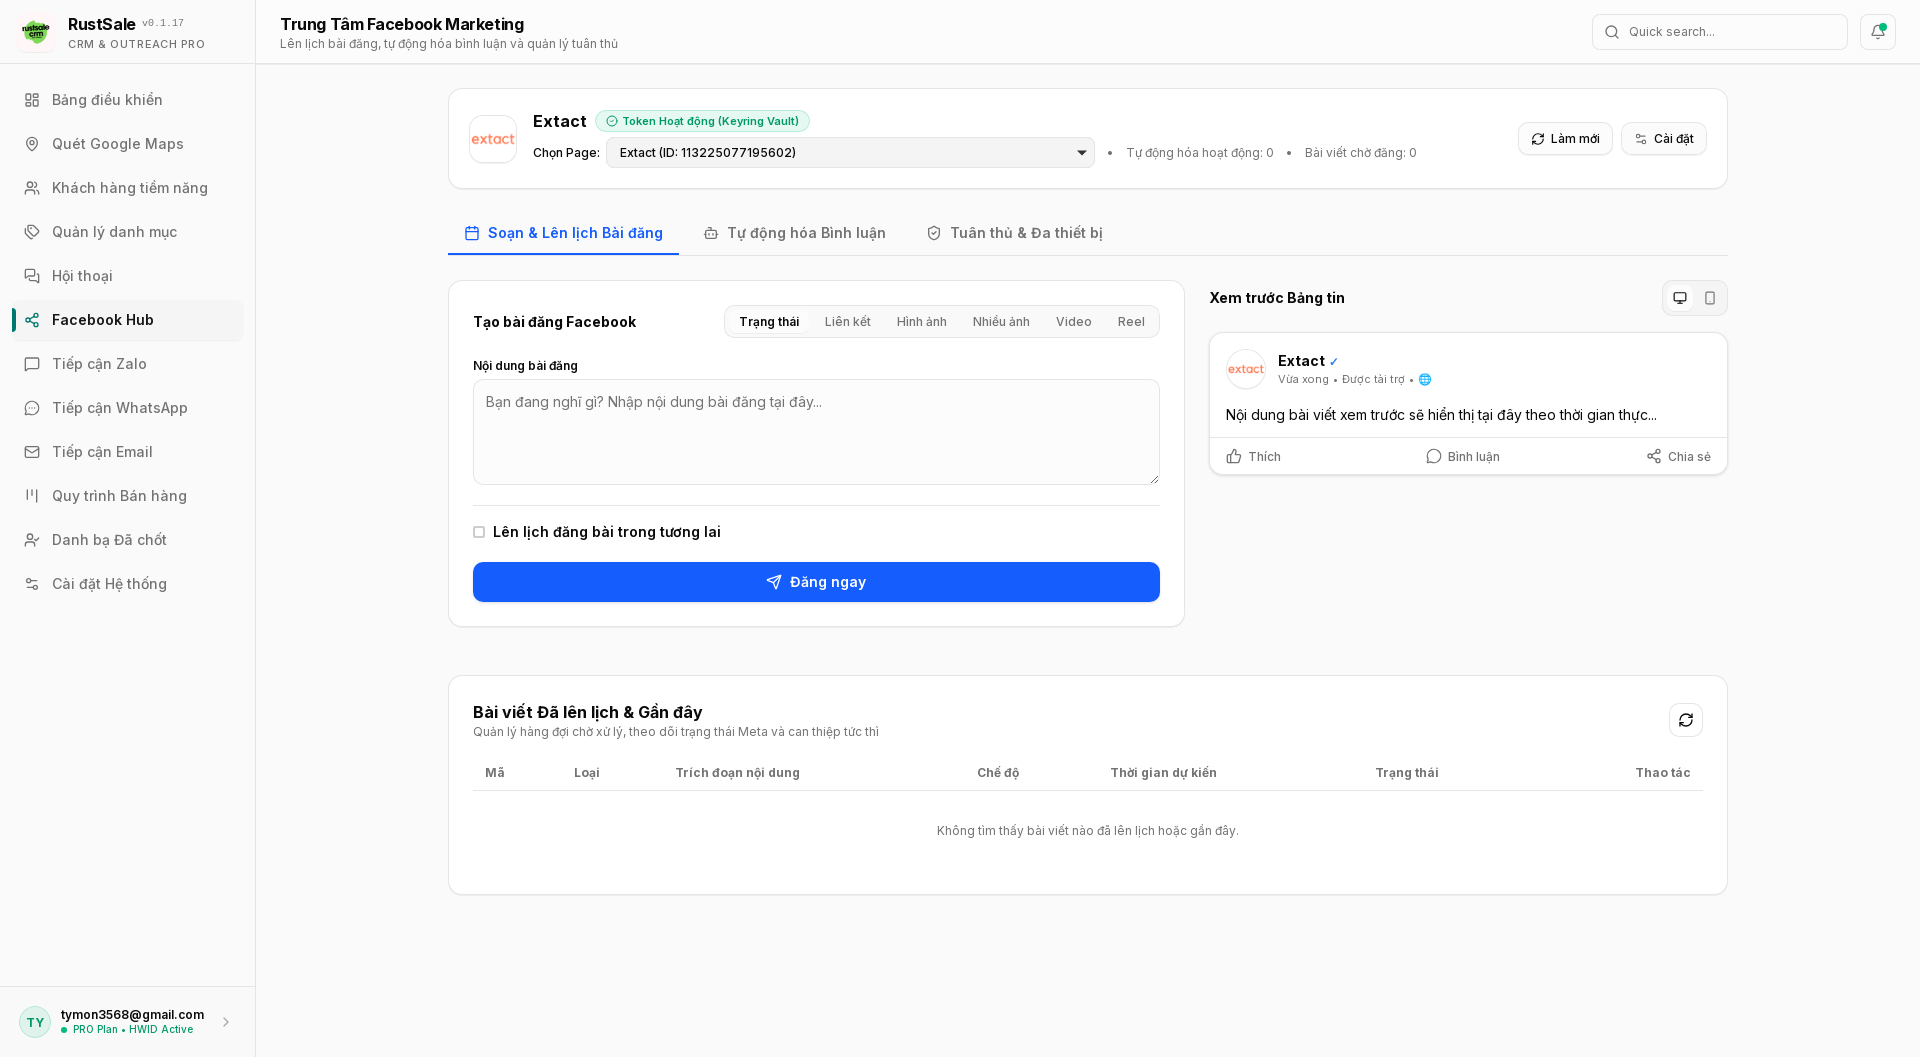 rustsale crm
RustSale v0.1.17
CRM & OUTREACH PRO
Bảng điều khiển
Quét Google Maps
Khách hàng tiềm năng
Quản lý danh mục
Hội thoại
Facebook Hub
Tiếp cận Zalo
Tiếp cận WhatsApp
Tiếp cận Email
Quy trình Bán hàng
Danh bạ Đã chốt
Cài đặt Hệ thống
TY
tymon3568@gmail.com
PRO Plan • HWID Active
Trung Tâm Facebook Marketing
Lên lịch bài đăng, tự động hóa bình luận và quản lý tuân thủ
Quick search...
extact
Extact
Token Hoạt động (Keyring Vault)
Chọn Page:
Extact (ID: 113225077195602)
• Tự động hóa hoạt động: 0 • Bài viết chờ đăng: 0
Làm mới
Cài đặt
Soạn & Lên lịch Bài đăng
Tự động hóa Bình luận
Tuân thủ & Đa thiết bị
Tạo bài đăng Facebook
Trạng thái
Liên kết
Hình ảnh
Nhiều ảnh
Video
Reel
Nội dung bài đăng
Bạn đang nghĩ gì? Nhập nội dung bài đăng tại đây...
Lên lịch đăng bài trong tương lai
Đăng ngay
Xem trước Bảng tin
extact
Extact ✓
Vừa xong • Được tài trợ • 🌐
Nội dung bài viết xem trước sẽ hiển thị tại đây theo thời gian thực...
Thích
Bình luận
Chia sẻ
Bài viết Đã lên lịch & Gần đây
Quản lý hàng đợi chờ xử lý, theo dõi trạng thái Meta và can thiệp tức thì
Mã
Loại
Trích đoạn nội dung
Chế độ
Thời gian dự kiến
Trạng thái
Thao tác
Không tìm thấy bài viết nào đã lên lịch hoặc gần đây.